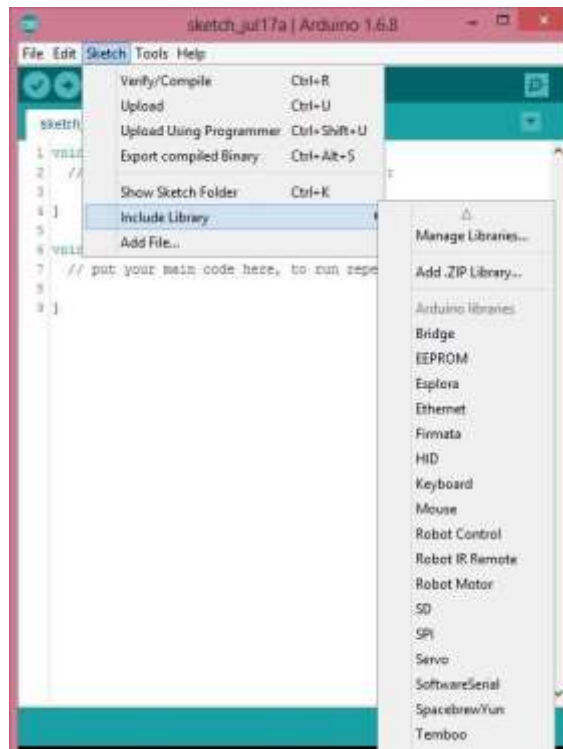 sketch_jul17a | Arduino 1.6.8
File Edit Sketch Tools Help
Verify/Compile Ctrl+R
Upload Ctrl+U
Upload Using Programmer Ctrl+Shift+U
Export compiled Binary Ctrl+Alt+S
Show Sketch Folder Ctrl+K
Include Library
Add File...
sketch_
1 void
2 //
3
4 }
5
6 void
7 // put your main code here, to run repe
8
9 }
Manage Libraries...
Add .ZIP Library...
Arduino libraries
Bridge
EEPROM
Esplora
Ethernet
Firmata
HID
Keyboard
Mouse
Robot Control
Robot IR Remote
Robot Motor
SD
SPI
Servo
SoftwareSerial
SpacebrewYun
Temboo